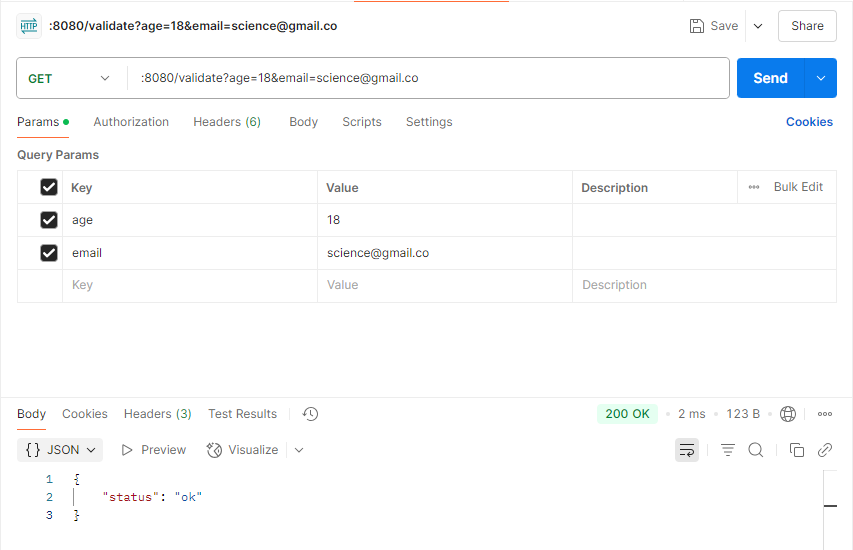 HTTP :8080/validate?age=18&email=science@gmail.co Save Share
GET :8080/validate?age=18&email=science@gmail.co Send
Params Authorization Headers (6) Body Scripts Settings Cookies
Query Params
Key Value Description Bulk Edit
age 18
email science@gmail.co
Key Value Description
Body Cookies Headers (3) Test Results 200 OK • 2 ms • 123 B •
{} JSON Preview Visualize
1 {
2 "status": "ok"
3 }